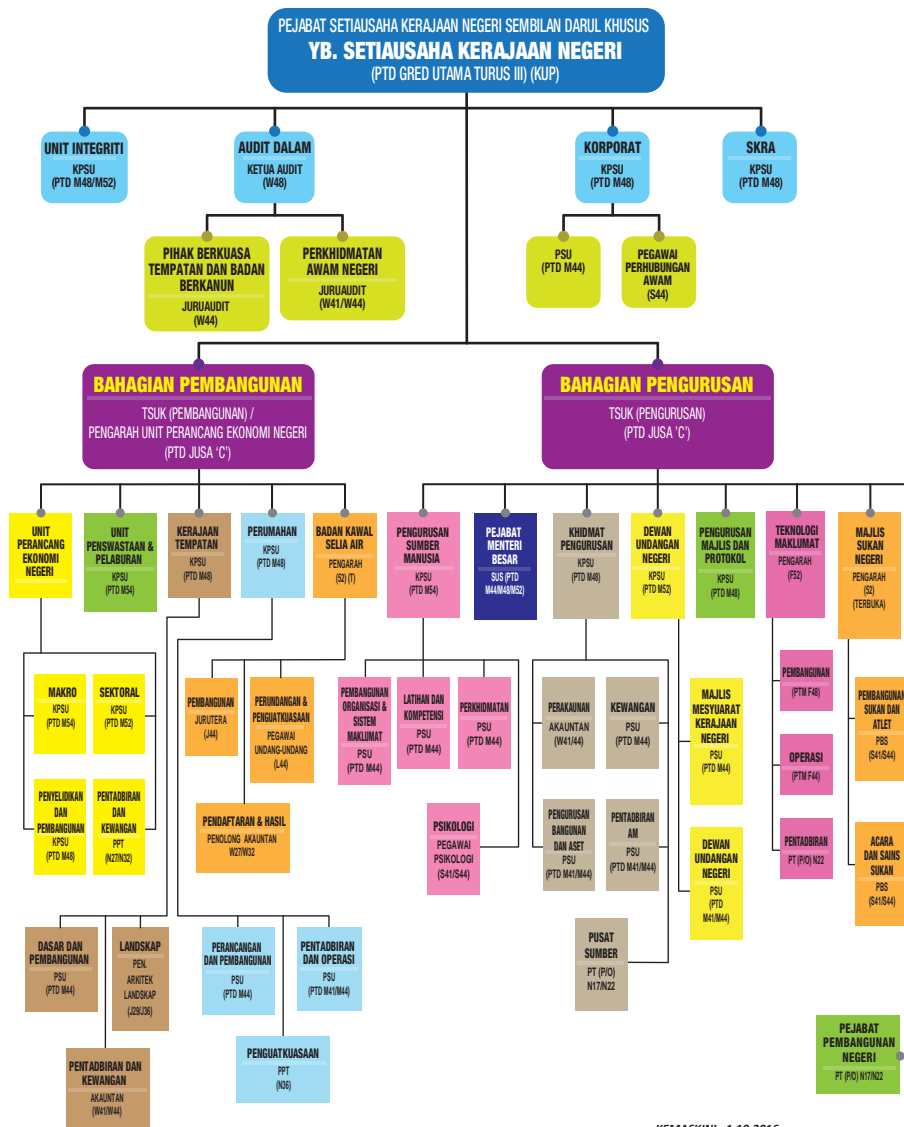 PEJABAT SETIAUSAHA KERAJAAN NEGERI SEMBILAN DARUL KHUSUS
YB. SETIAUSAHA KERAJAAN NEGERI
(PTD GRED UTAMA TURUS III) (KUP)
UNIT INTEGRITI
KPSU
(PTD M48/M52)
AUDIT DALAM
KETUA AUDIT
(W48)
KORPORAT
KPSU
(PTD M48)
SKRA
KPSU
(PTD M48)
PIHAK BERKUASA
TEMPATAN DAN BADAN
BERKANUN
JURUAUDIT
(W44)
PERKHIDMATAN
AWAM NEGERI
JURUAUDIT
(W41/W44)
PSU
(PTD M44)
PEGAWAI
PERHUBUNGAN
AWAM
(S44)
BAHAGIAN PEMBANGUNAN
TSUK (PEMBANGUNAN) /
PENGARAH UNIT PERANCANG EKONOMI NEGERI
(PTD JUSA ‘C’)
BAHAGIAN PENGURUSAN
TSUK (PENGURUSAN)
(PTD JUSA ’C’)
UNIT
PERANCANG
EKONOMI
NEGERI
UNIT
PENSWASTAAN &
PELABURAN
KPSU
(PTD M54)
KERAJAAN
TEMPATAN
KPSU
(PTD M48)
PERUMAHAN
KPSU
(PTD M48)
BADAN KAWAL
SELIA AIR
PENGARAH
(52) (T)
PENGURUSAN
SUMBER
MANUSIA
KPSU
(PTD M54)
PEJABAT
MENTERI
BESAR
SUS (PTD
M44/M48/M52)
KHIDMAT
PENGURUSAN
KPSU
(PTD M48)
DEWAN
UNDANGAN
NEGERI
KPSU
(PTD M52)
PENGURUSAN
MAJLIS DAN
PROTOKOL
KPSU
(PTD M48)
TEKNOLOGI
MAKLUMAT
PENGARAH
(F52)
MAJLIS
SUKAN NEGERI
PENGARAH
(52)
(TERBUKA)
MAKRO
KPSU
(PTD M54)
SEKTORAL
KPSU
(PTD M52)
PENYELIDIKAN
DAN
PEMBANGUNAN
KPSU
(PTD M48)
PENTADBIRAN
DAN
KEWANGAN
PPT
(N27/N32)
PEMBANGUNAN
JURUTERA
(J44)
PERUNDANGAN &
PENGUATKUASAAN
PEGAWAI
UNDANG-UNDANG
(L44)
PENDAFTARAN & HASIL
PENOLONG AKAUNTAN
W27/W32
PEMBANGUNAN
ORGANISASI &
SISTEM
MAKLUMAT
PSU
(PTD M44)
LATIHAN DAN
KOMPETENSI
PSU
(PTD M44)
PERKHIDMATAN
PSU
(PTD M44)
PSIKOLOGI
PEGAWAI
PSIKOLOGI
(S41/S44)
PERAKAUNAN
AKAUNTAN
(W41/44)
KEWANGAN
PSU
(PTD M44)
PENGURUSAN
BANGUNAN
DAN ASET
PSU
(PTD M41/M44)
PENTADBIRAN
AM
PSU
(PTD M41/M44)
PUSAT
SUMBER
PT (P/O)
N17/N22
MAJLIS
MESYUARAT
KERAJAAN
NEGERI
PSU
(PTD M44)
DEWAN
UNDANGAN
NEGERI
PSU
(PTD
M41/M44)
PEMBANGUNAN
(PTM F48)
OPERASI
(PTM F44)
PENTADBIRAN
PT (P/O) N22
PEMBANGUNAN
SUKAN DAN
ATLET
PBS
(S41/S44)
ACARA
DAN SAINS
SUKAN
PBS
(S41/S44)
DASAR DAN
PEMBANGUNAN
PSU
(PTD M44)
LANDSKAP
PEN.
ARKITEK
LANDSKAP
(J29/J36)
PENTADBIRAN DAN
KEWANGAN
AKAUNTAN
(W41/W44)
PERANCANGAN
DAN PEMBANGUNAN
PSU
(PTD M44)
PENTADBIRAN
DAN OPERASI
PSU
(PTD M41/M44)
PENGUATKUASAAN
PPT
(N36)
PEJABAT
PEMBANGUNAN
NEGERI
PT (P/O) N17/N22